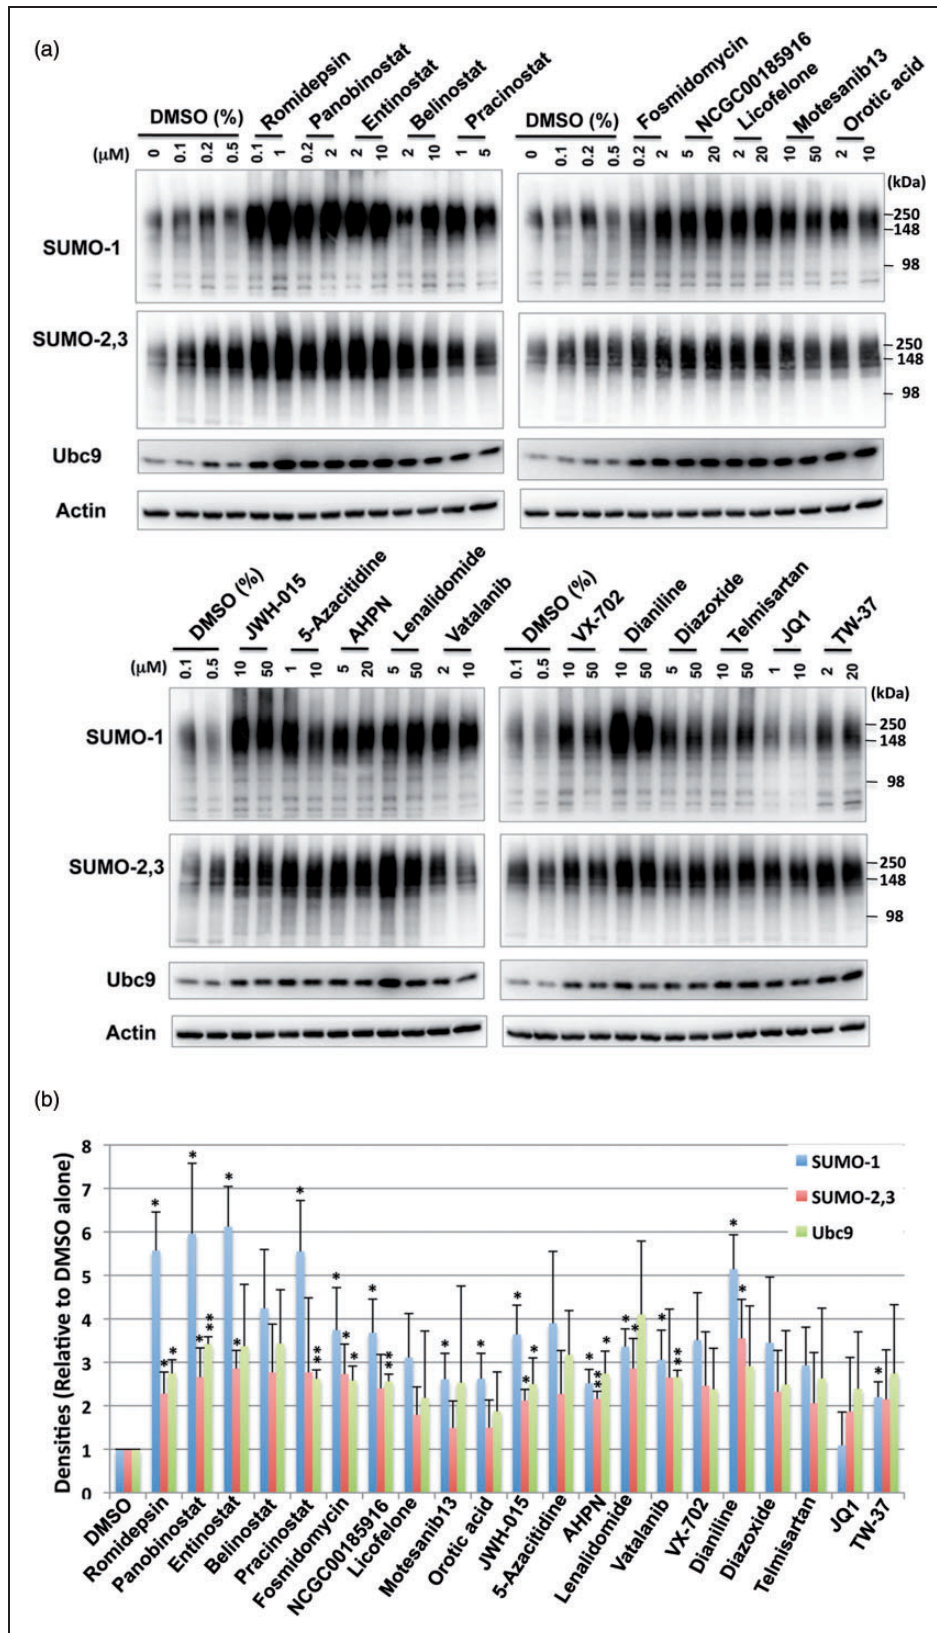 (a)
DMSO (%) Romidepsin Panobinostat Entinostat Belinostat Pracinostat
(µM) 0 0.1 0.2 0.5 0.1 1 0.2 2 2 10 2 10 1 5
DMSO (%) Fosmidomycin NCGC00185916 Licofelone Motesanib13 Orotic acid
0 0.1 0.2 0.5 0.2 2 5 20 2 20 10 50 2 10
(kDa)
SUMO-1
250
148
98
SUMO-2,3
250
148
98
Ubc9
Actin
DMSO (%) JWH-015 5-Azacitidine AHPN Lenalidomide Vatalanib
(µM) 0.1 0.5 10 50 1 10 5 20 5 50 2 10
DMSO (%) VX-702 Dianiline Diazoxide Telmisartan JQ1 TW-37
0.1 0.5 10 50 10 50 5 50 10 50 1 10 2 20
(kDa)
SUMO-1
250
148
98
SUMO-2,3
250
148
98
Ubc9
Actin
(b)
Densities (Relative to DMSO alone)
8
7
6
5
4
3
2
1
0
SUMO-1
SUMO-2,3
Ubc9
DMSO
Romidepsin
Panobinostat
Entinostat
Belinostat
Pracinostat
Fosmidomycin
NCGC00185916
Licofelone
Motesanib13
Orotic acid
JWH-015
5-Azacitidine
AHPN
Lenalidomide
Vatalanib
VX-702
Dianiline
Diazoxide
Telmisartan
JQ1
TW-37